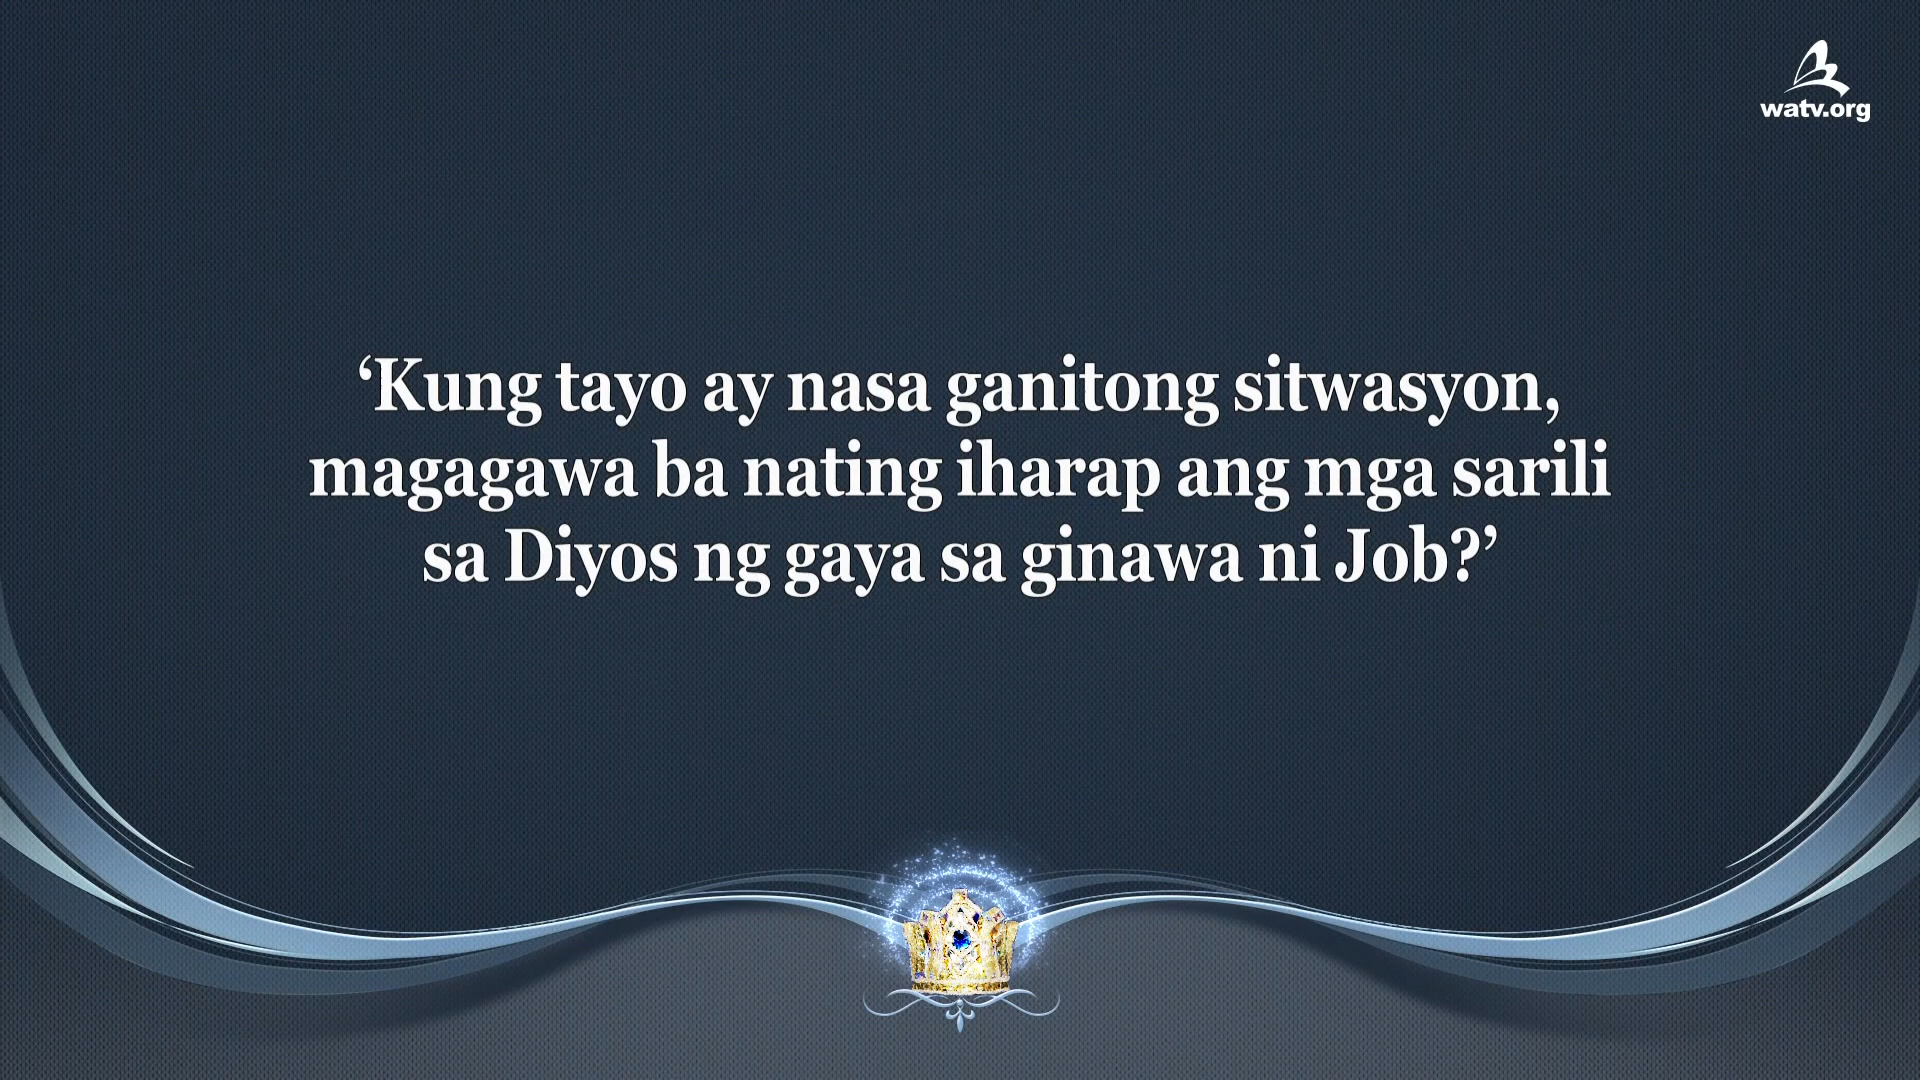 watv.org
‘Kung tayo ay nasa ganitong sitwasyon,
magagawa ba nating iharap ang mga sarili
sa Diyos ng gaya sa ginawa ni Job?’